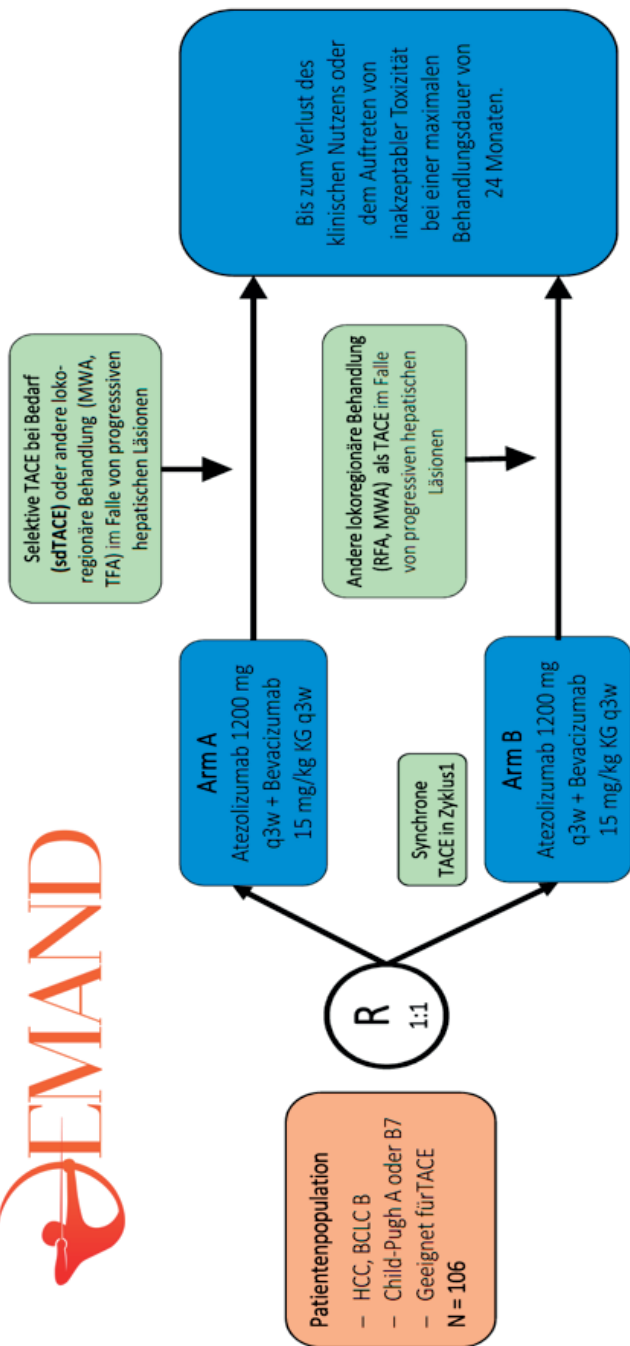 DEMAND
Patientenpopulation
– HCC, BCLC B
– Child-Pugh A oder B7
– Geeignet fürTACE
N = 106
R
1:1
Arm A
Atezolizumab 1200 mg
q3w + Bevacizumab
15 mg/kg KG q3w
Synchrone
TACE in Zyklus1
Arm B
Atezolizumab 1200 mg
q3w + Bevacizumab
15 mg/kg KG q3w
Selektive TACE bei Bedarf
(sdTACE) oder andere loko-
regionäre Behandlung (MWA,
TFA) im Falle von progresssiven
hepatischen Läsionen
Andere lokoregionäre Behandlung
(RFA, MWA) als TACE im Falle
von progressiven hepatischen
Läsionen
Bis zum Verlust des
klinischen Nutzens oder
dem Auftreten von
inakzeptabler Toxizität
bei einer maximalen
Behandlungsdauer von
24 Monaten.